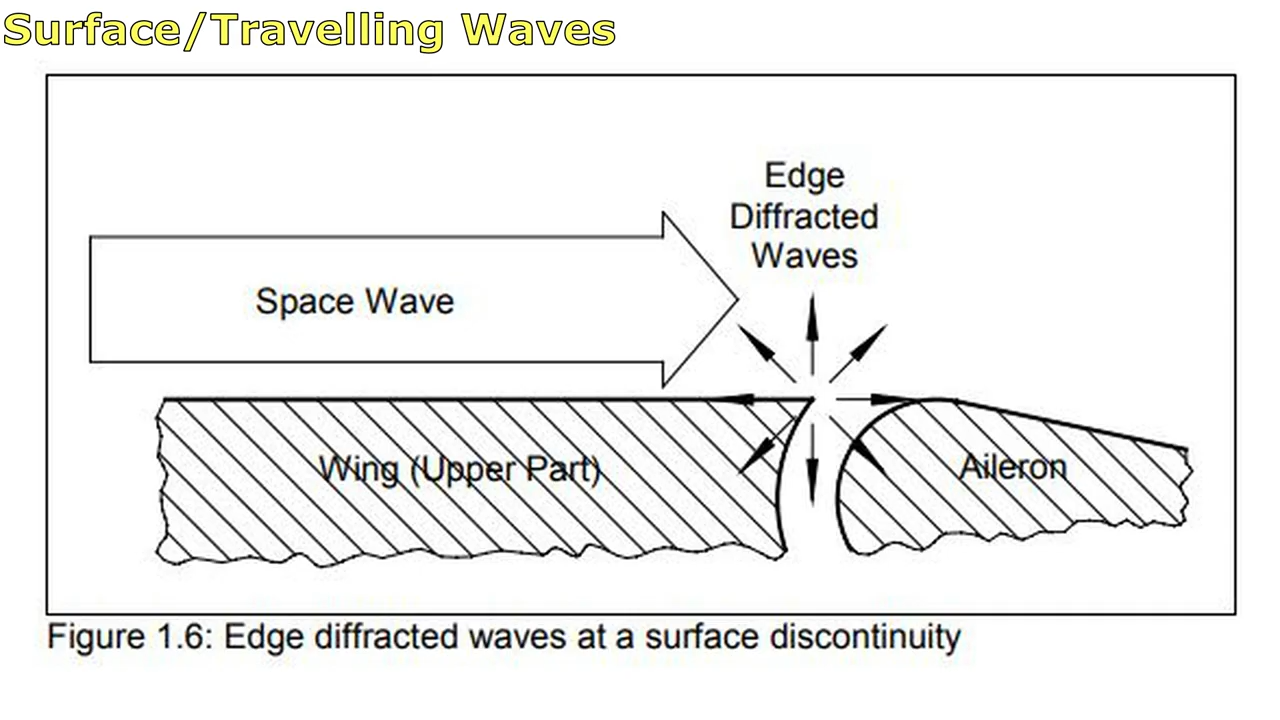 Surface/Travelling Waves
Edge
Diffracted
Waves
Space Wave
Wing (Upper Part)
Aileron
Figure 1.6: Edge diffracted waves at a surface discontinuity